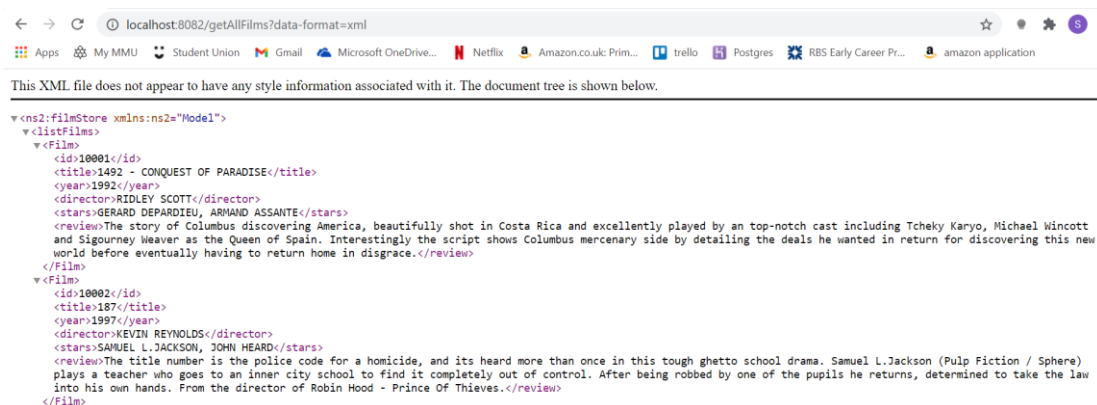 localhost:8082/getAllFilms?data-format=xml
S
Apps My MMU Student Union Gmail Microsoft OneDrive... Netflix Amazon.co.uk: Prim... trello Postgres RBS Early Career Pr... amazon application
This XML file does not appear to have any style information associated with it. The document tree is shown below.
▼<ns2:filmStore xmlns:ns2="Model">
▼<listFilms>
▼<Film>
<id>10001</id>
<title>1492 - CONQUEST OF PARADISE</title>
<year>1992</year>
<director>RIDLEY SCOTT</director>
<stars>GERARD DEPARDIEU, ARMAND ASSANTE</stars>
<review>The story of Columbus discovering America, beautifully shot in Costa Rica and excellently played by an top-notch cast including Tcheky Karyo, Michael Wincott
and Sigourney Weaver as the Queen of Spain. Interestingly the script shows Columbus mercenary side by detailing the deals he wanted in return for discovering this new
world before eventually having to return home in disgrace.</review>
</Film>
▼<Film>
<id>10002</id>
<title>187</title>
<year>1997</year>
<director>KEVIN REYNOLDS</director>
<stars>SAMUEL L.JACKSON, JOHN HEARD</stars>
<review>The title number is the police code for a homicide, and its heard more than once in this tough ghetto school drama. Samuel L.Jackson (Pulp Fiction / Sphere)
plays a teacher who goes to an inner city school to find it completely out of control. After being robbed by one of the pupils he returns, determined to take the law
into his own hands. From the director of Robin Hood - Prince Of Thieves.</review>
</Film>